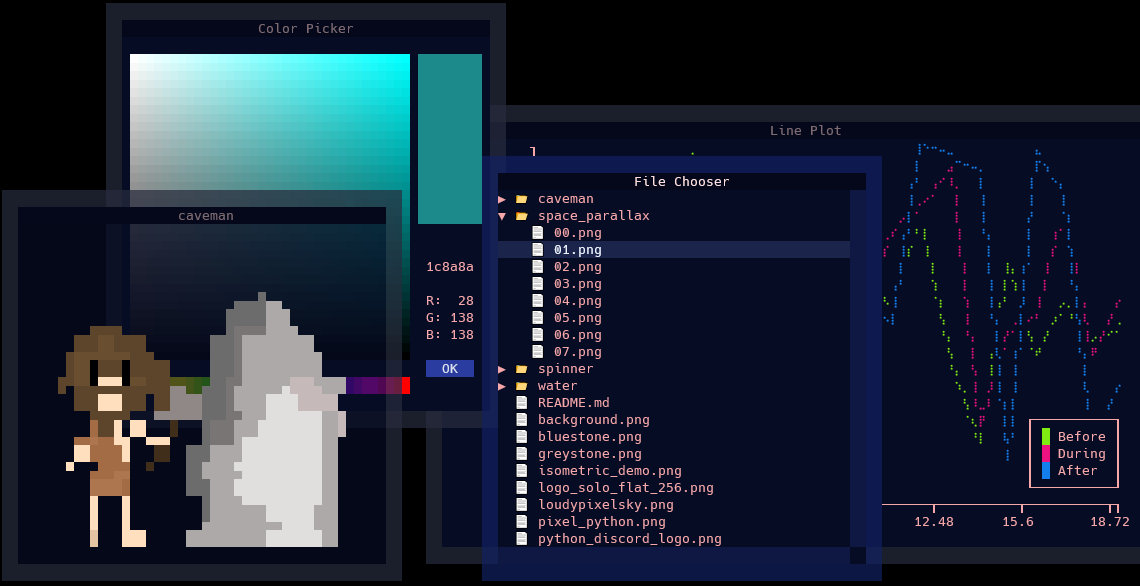 Color Picker
1c8a8a
R: 28
G: 138
B: 138
OK
caveman
Line Plot
Before
During
After
12.48 15.6 18.72
File Chooser
▶ 📂 caveman
▼ 📂 space_parallax
00.png
01.png
02.png
03.png
04.png
05.png
06.png
07.png
▶ 📂 spinner
▶ 📂 water
README.md
background.png
bluestone.png
greystone.png
isometric_demo.png
logo_solo_flat_256.png
loudypixelsky.png
pixel_python.png
python_discord_logo.png